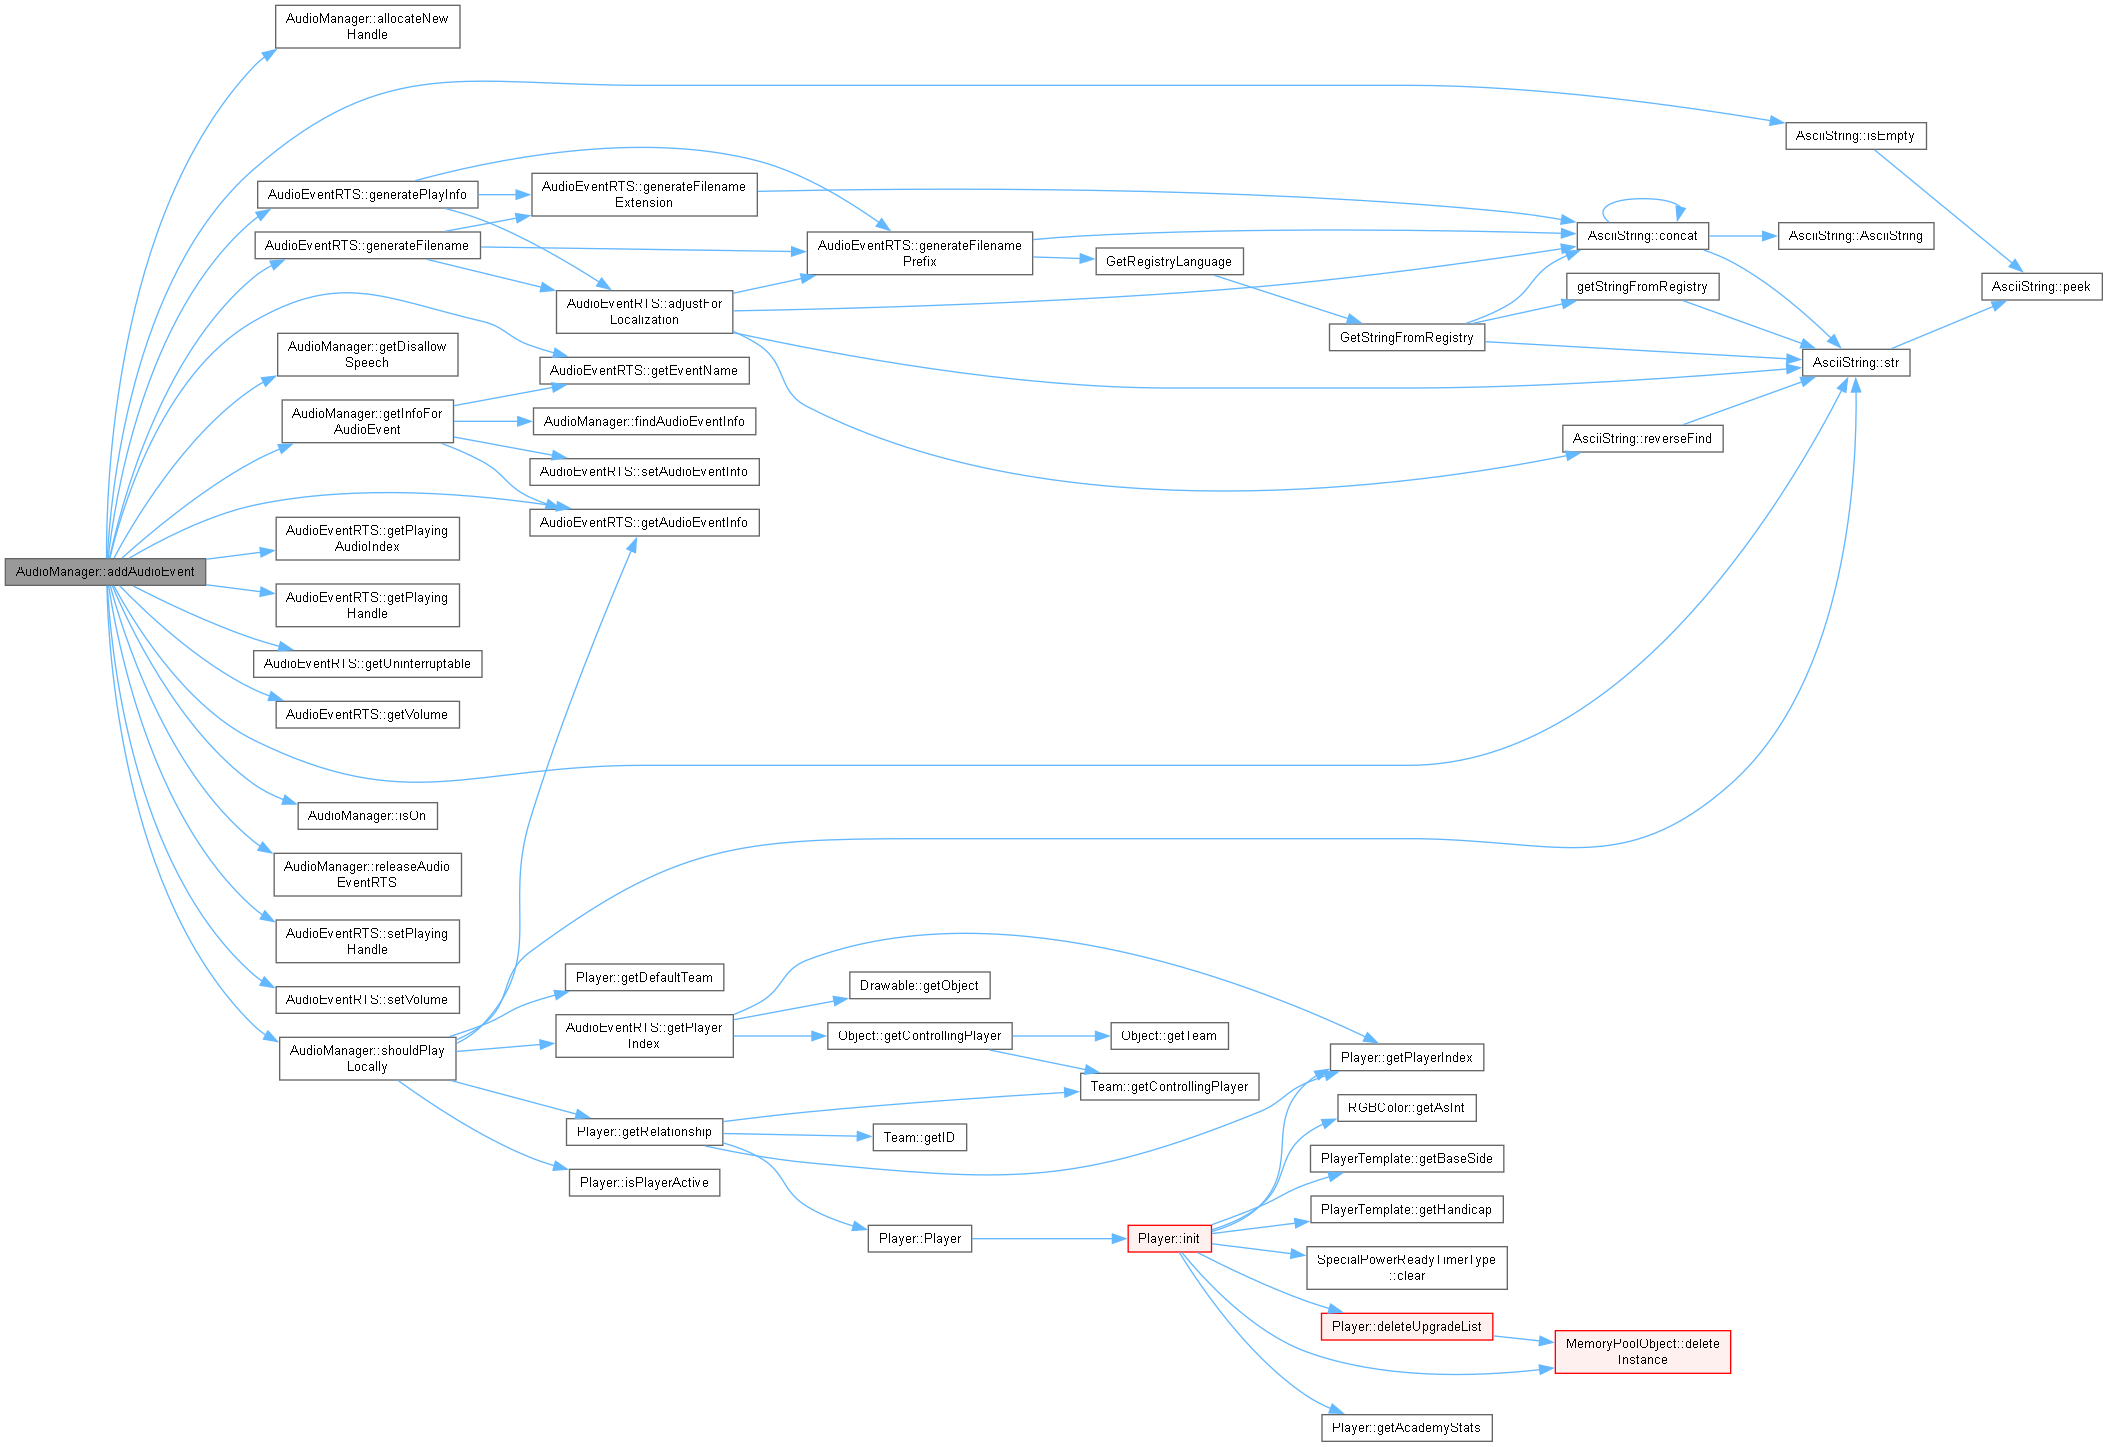 AudioManager::allocateNew
Handle
AsciiString::isEmpty
AudioEventRTS::generatePlayInfo
AudioEventRTS::generateFilename
Extension
AudioEventRTS::generateFilename
AudioEventRTS::generateFilename
Prefix
AsciiString::concat
AsciiString::AsciiString
GetRegistryLanguage
getStringFromRegistry
AsciiString::peek
AudioEventRTS::adjustFor
Localization
GetStringFromRegistry
AudioManager::getDisallow
Speech
AudioEventRTS::getEventName
AsciiString::str
AudioManager::getInfoFor
AudioEvent
AudioManager::findAudioEventInfo
AsciiString::reverseFind
AudioEventRTS::setAudioEventInfo
AudioEventRTS::getAudioEventInfo
AudioEventRTS::getPlaying
AudioIndex
AudioManager::addAudioEvent
AudioEventRTS::getPlaying
Handle
AudioEventRTS::getUninterruptable
AudioEventRTS::getVolume
AudioManager::isOn
AudioManager::releaseAudio
EventRTS
AudioEventRTS::setPlaying
Handle
AudioEventRTS::setVolume
AudioManager::shouldPlay
Locally
Player::getDefaultTeam
Drawable::getObject
AudioEventRTS::getPlayer
Index
Object::getControllingPlayer
Object::getTeam
Player::getPlayerIndex
Team::getControllingPlayer
RGBColor::getAsInt
Player::getRelationship
Team::getID
PlayerTemplate::getBaseSide
Player::isPlayerActive
PlayerTemplate::getHandicap
Player::Player
Player::init
SpecialPowerReadyTimerType
::clear
Player::deleteUpgradeList
MemoryPoolObject::delete
Instance
Player::getAcademyStats